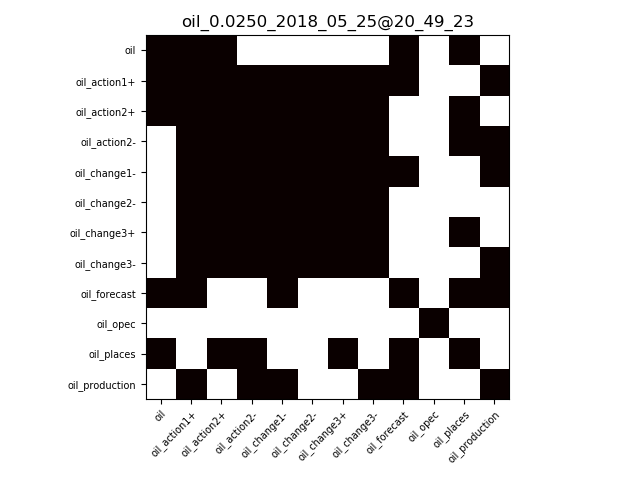 oil_0.0250_2018_05_25@20_49_23
oil
oil_action1+
oil_action2+
oil_action2-
oil_change1-
oil_change2-
oil_change3+
oil_change3-
oil_forecast
oil_opec
oil_places
oil_production
oil
oil_action1+
oil_action2+
oil_action2-
oil_change1-
oil_change2-
oil_change3+
oil_change3-
oil_forecast
oil_opec
oil_places
oil_production